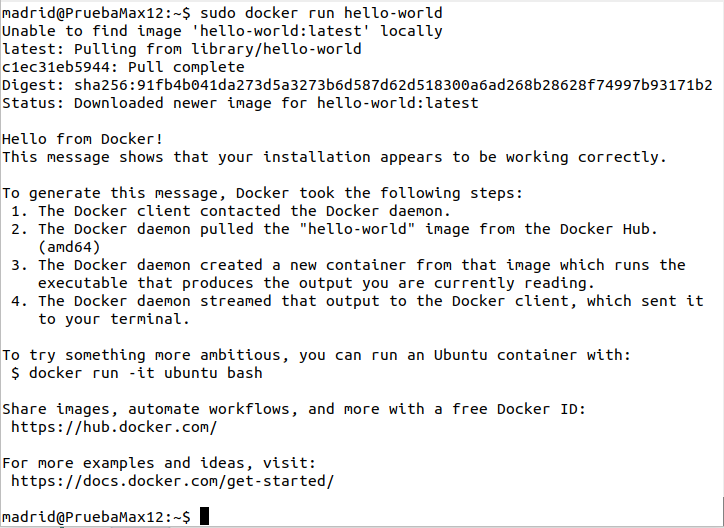 madrid@PruebaMax12:~$ sudo docker run hello-world
Unable to find image 'hello-world:latest' locally
latest: Pulling from library/hello-world
c1ec31eb5944: Pull complete
Digest: sha256:91fb4b041da273d5a3273b6d587d62d518300a6ad268b28628f74997b93171b2
Status: Downloaded newer image for hello-world:latest

Hello from Docker!
This message shows that your installation appears to be working correctly.

To generate this message, Docker took the following steps:
 1. The Docker client contacted the Docker daemon.
 2. The Docker daemon pulled the "hello-world" image from the Docker Hub.
    (amd64)
 3. The Docker daemon created a new container from that image which runs the
    executable that produces the output you are currently reading.
 4. The Docker daemon streamed that output to the Docker client, which sent it
    to your terminal.

To try something more ambitious, you can run an Ubuntu container with:
 $ docker run -it ubuntu bash

Share images, automate workflows, and more with a free Docker ID:
 https://hub.docker.com/

For more examples and ideas, visit:
 https://docs.docker.com/get-started/

madrid@PruebaMax12:~$